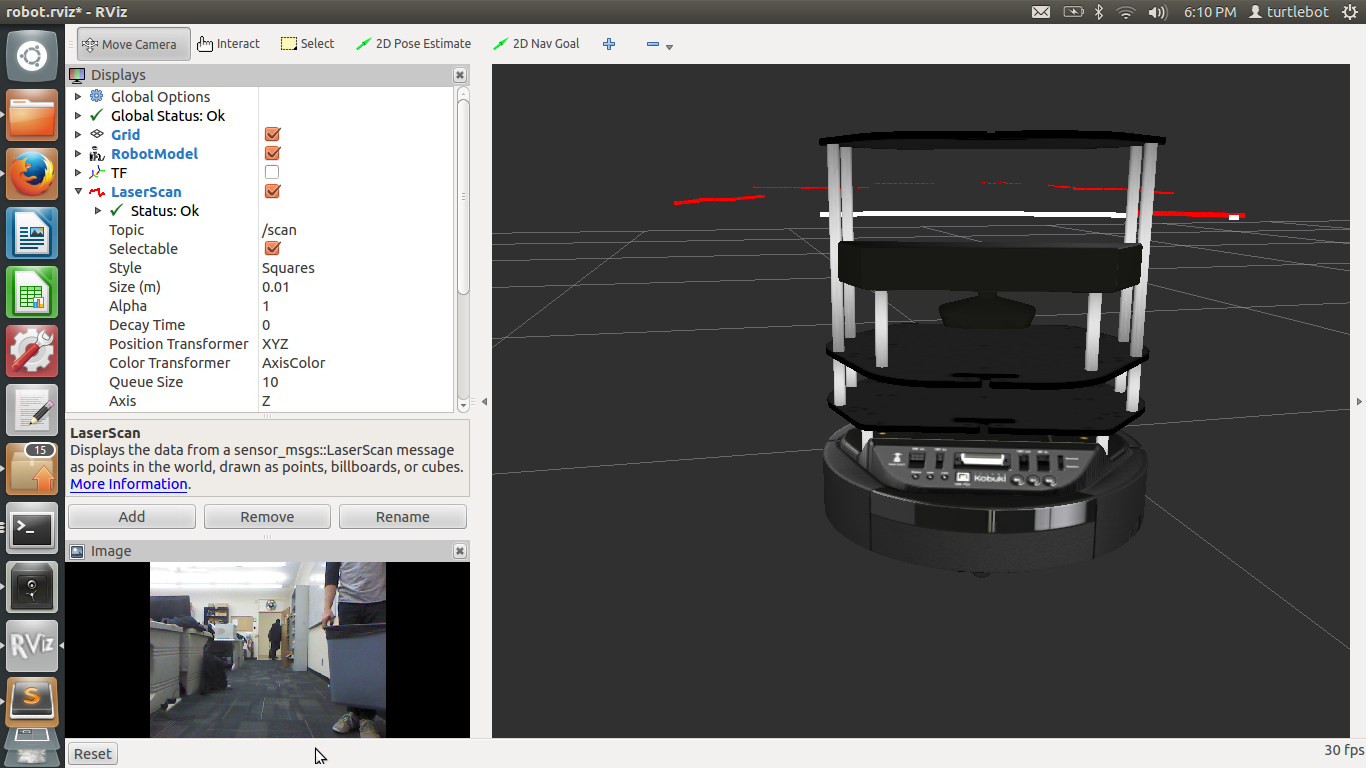 robot.rviz* - RViz
6:10 PM
turtlebot
Move Camera
Interact
Select
2D Pose Estimate
2D Nav Goal
Displays
Global Options
Global Status: Ok
Grid
RobotModel
TF
LaserScan
Status: Ok
Topic /scan
Selectable
Style Squares
Size (m) 0.01
Alpha 1
Decay Time 0
Position Transformer XYZ
Color Transformer AxisColor
Queue Size 10
Axis Z
LaserScan
Displays the data from a sensor_msgs::LaserScan message
as points in the world, drawn as points, billboards, or cubes.
More Information.
Add
Remove
Rename
Image
Reset
15
RViz
S
Kobuki
30 fps